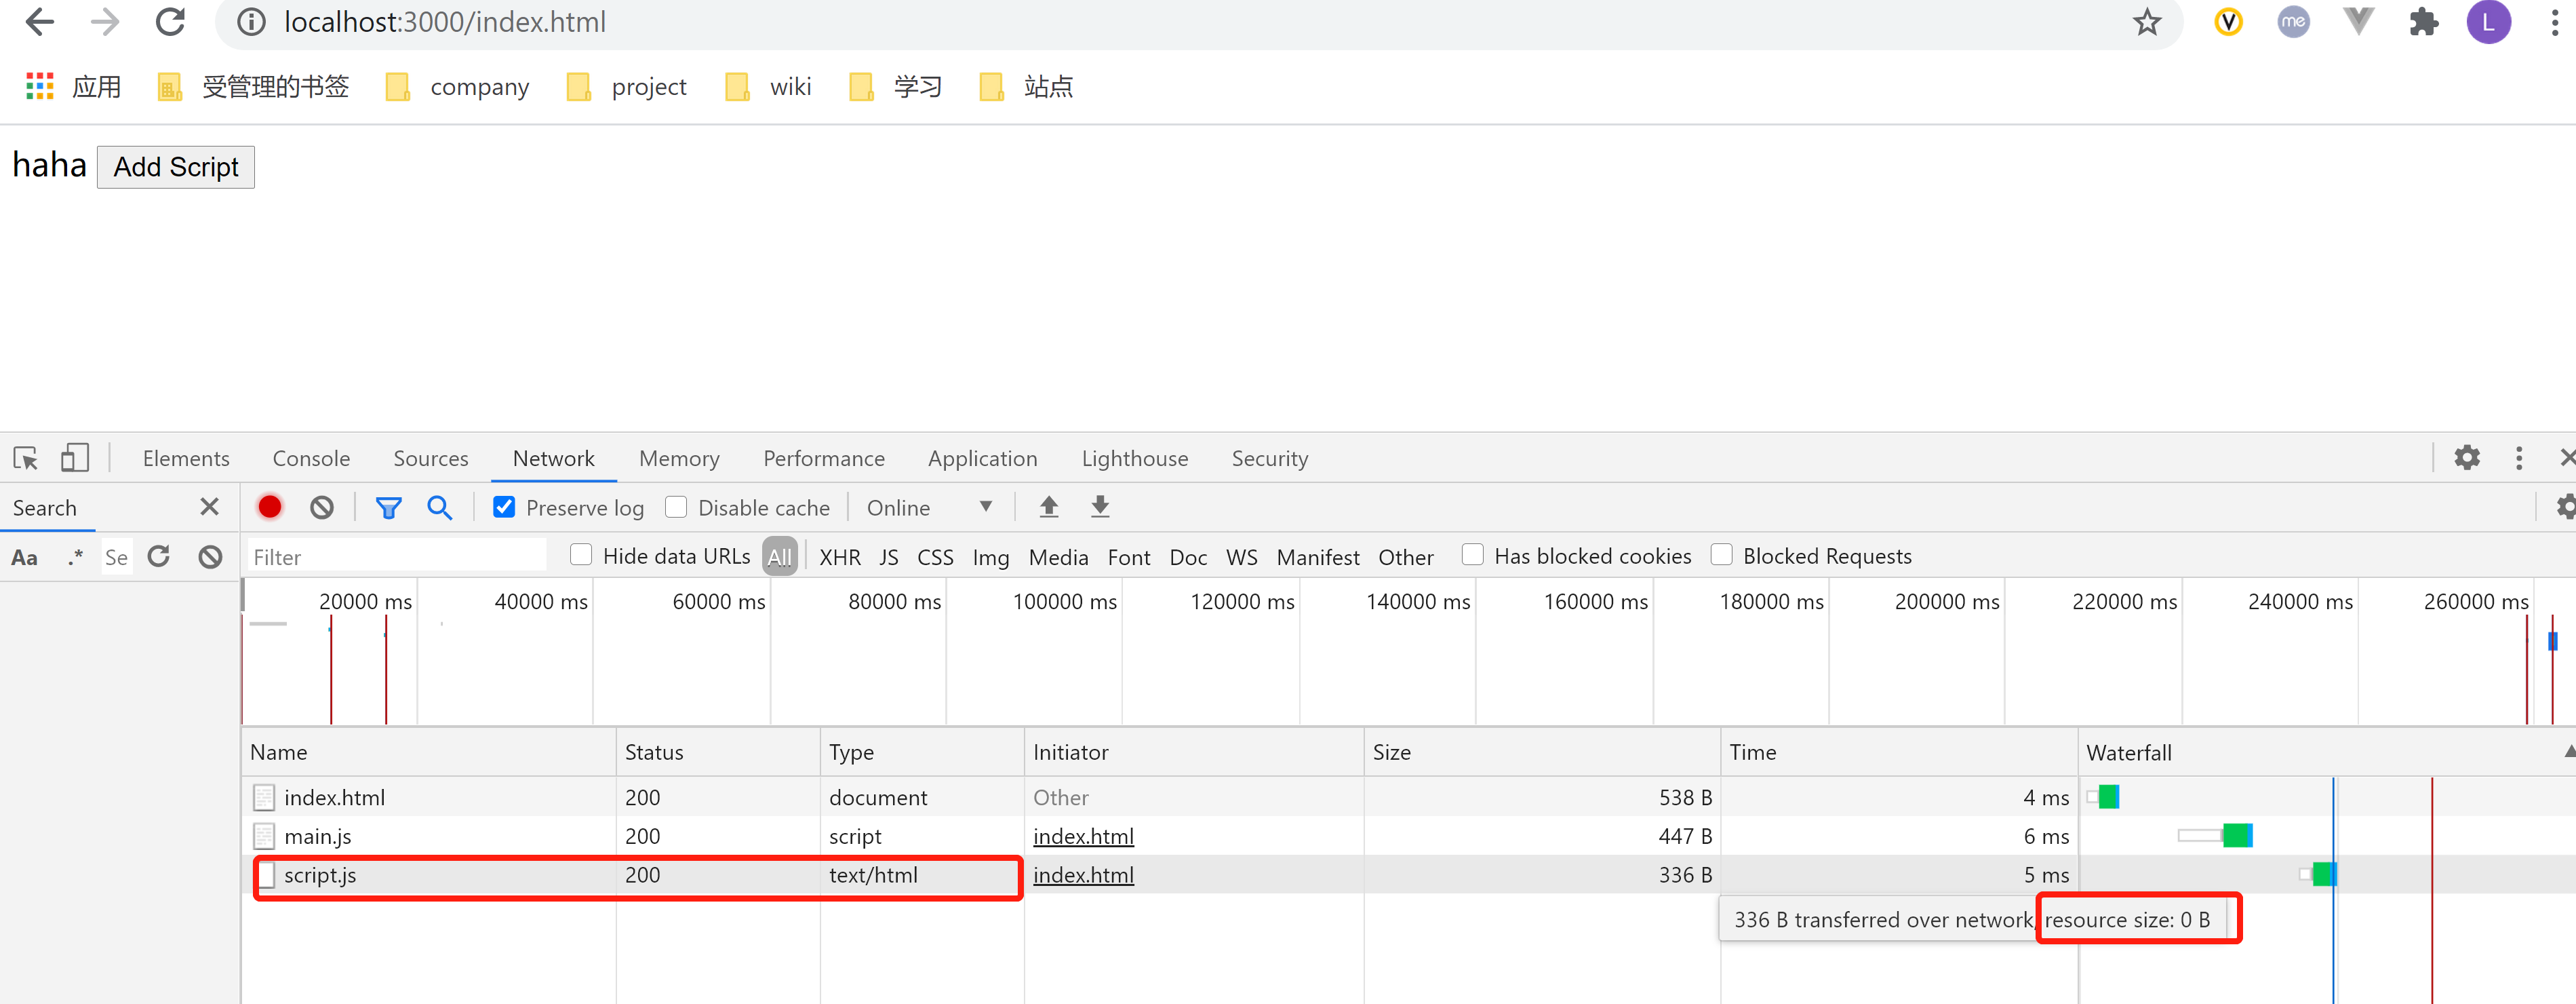 localhost:3000/index.html V me L
应用 受管理的书签 company project wiki 学习 站点
haha Add Script
Elements Console Sources Network Memory Performance Application Lighthouse Security
Search Preserve log Disable cache Online
Aa .* Se Filter Hide data URLs All XHR JS CSS Img Media Font Doc WS Manifest Other Has blocked cookies Blocked Requests
20000 ms 40000 ms 60000 ms 80000 ms 100000 ms 120000 ms 140000 ms 160000 ms 180000 ms 200000 ms 220000 ms 240000 ms 260000 ms
Name Status Type Initiator Size Time Waterfall
index.html 200 document Other 538 B 4 ms
main.js 200 script index.html 447 B 6 ms
script.js 200 text/html index.html 336 B 5 ms
336 B transferred over network, resource size: 0 B